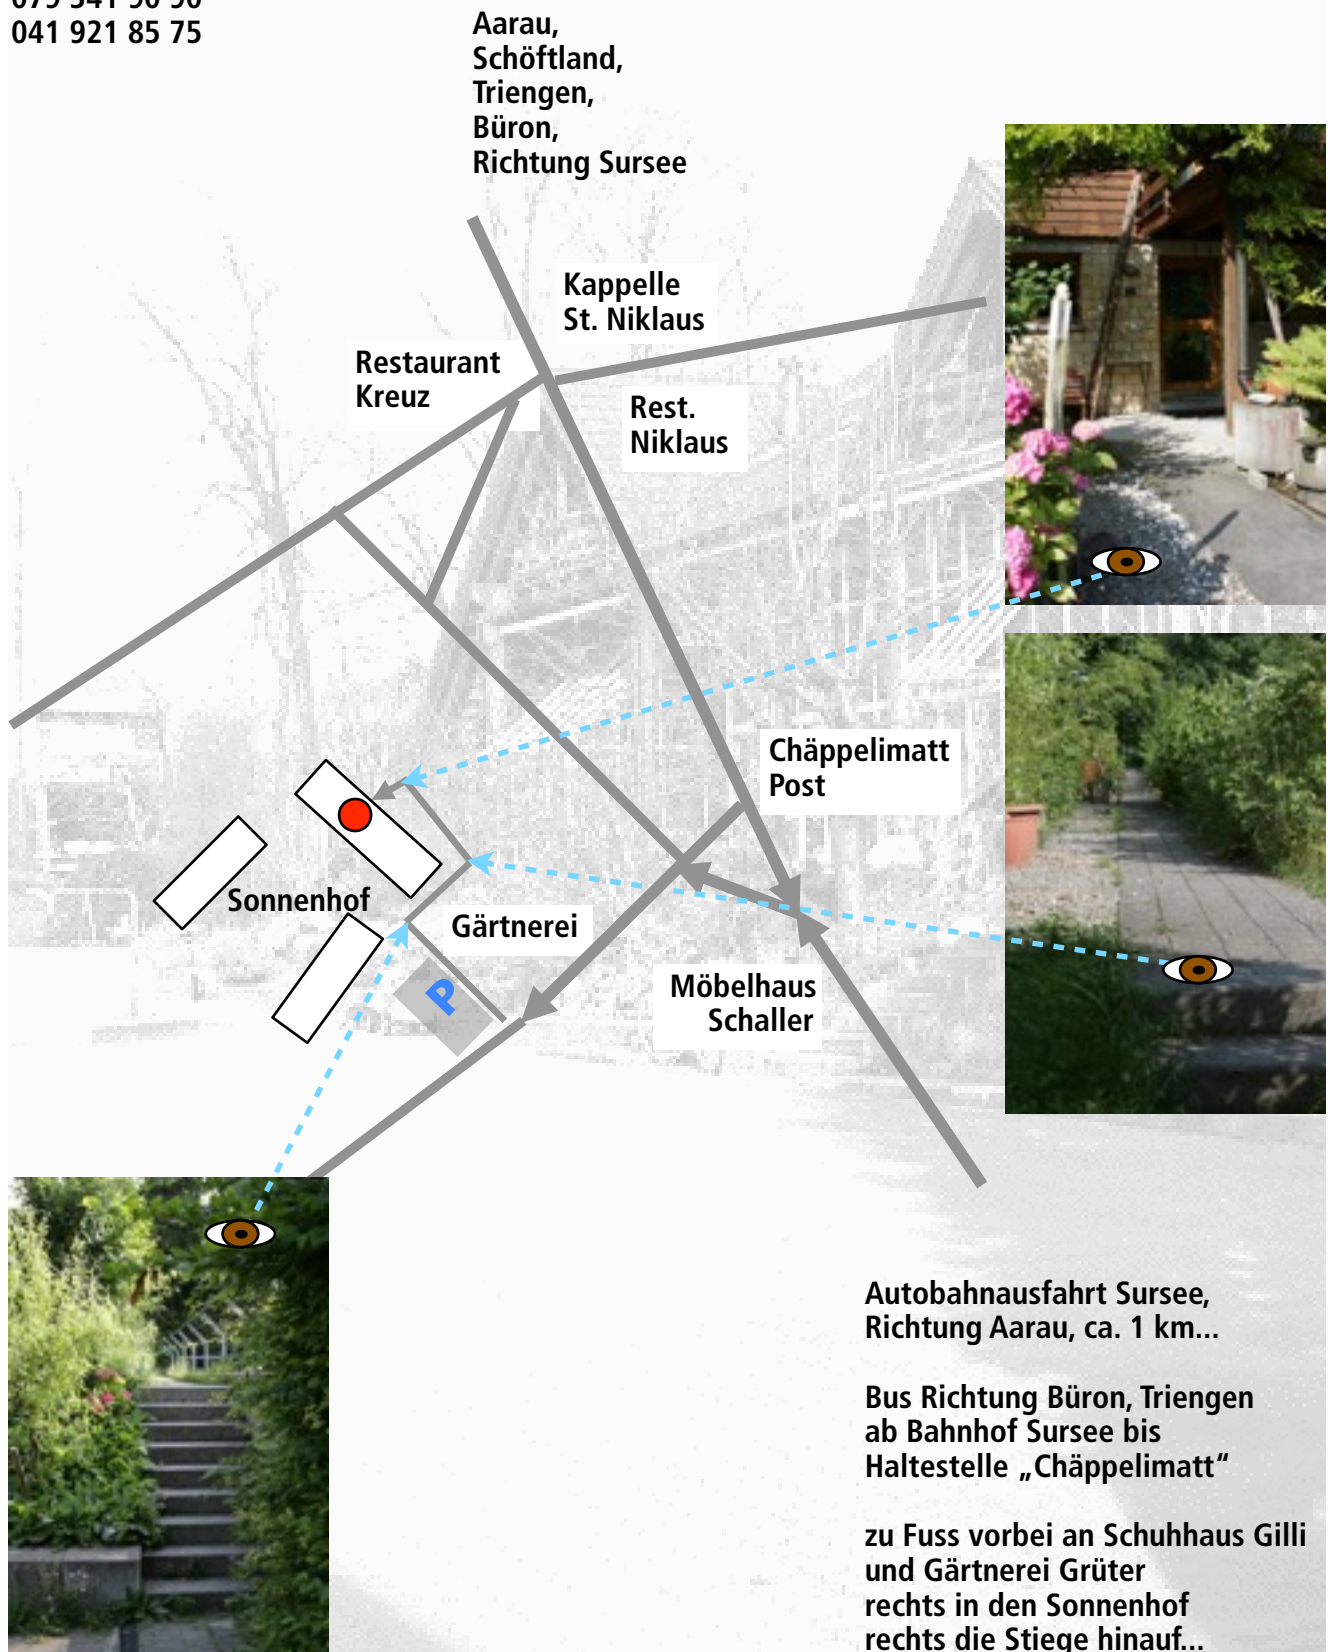 041 921 85 75
Aarau,
Schöftland,
Triengen,
Büron,
Richtung Sursee
Kappelle
St. Niklaus
Restaurant
Kreuz
Rest.
Niklaus
Chäppelimatt
Post
Sonnenhof
Gärtnerei
P
Möbelhaus
Schaller
Autobahnausfahrt Sursee,
Richtung Aarau, ca. 1 km...
Bus Richtung Büron, Triengen
ab Bahnhof Sursee bis
Haltestelle „Chäppelimatt“
zu Fuss vorbei an Schuhhaus Gilli
und Gärtnerei Grüter
rechts in den Sonnenhof
rechts die Stiege hinauf...